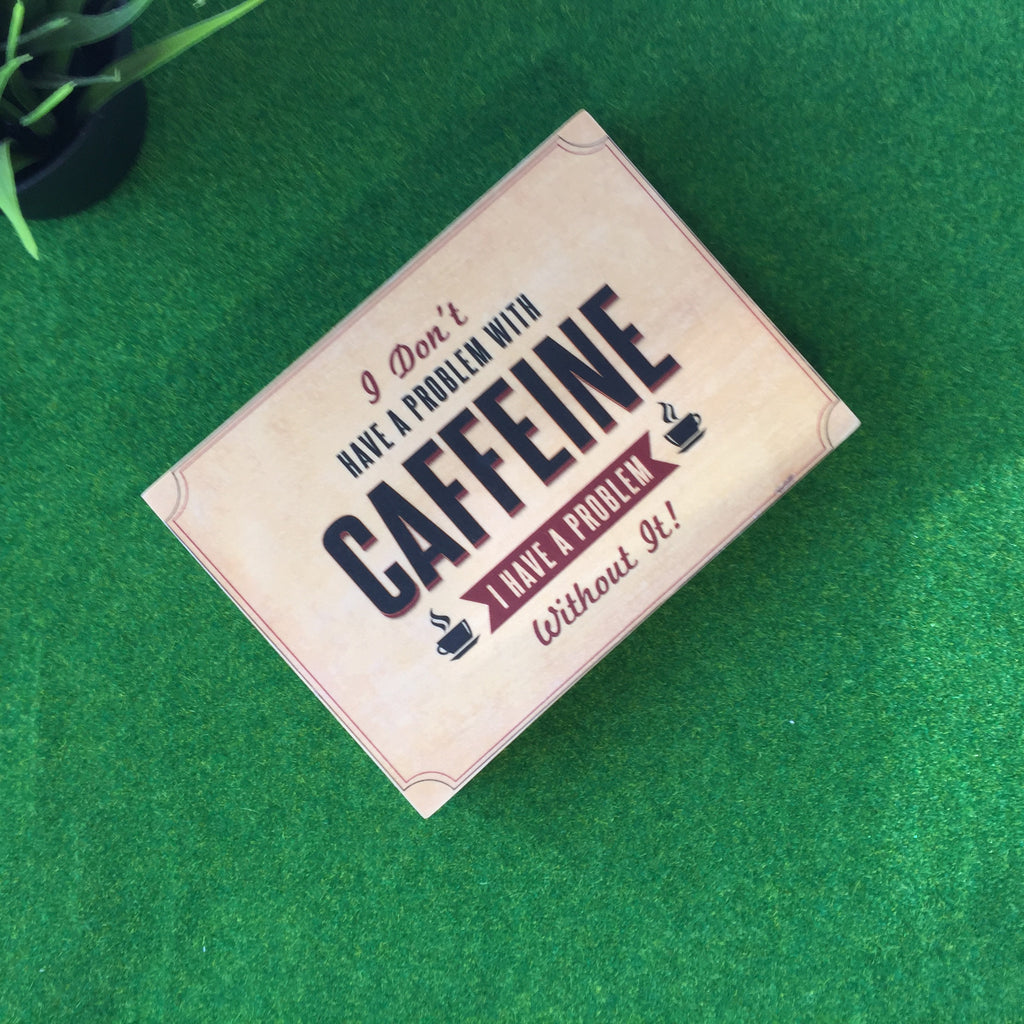 I Don't
HAVE A PROBLEM WITH
CAFFEINE
I HAVE A PROBLEM
Without It!